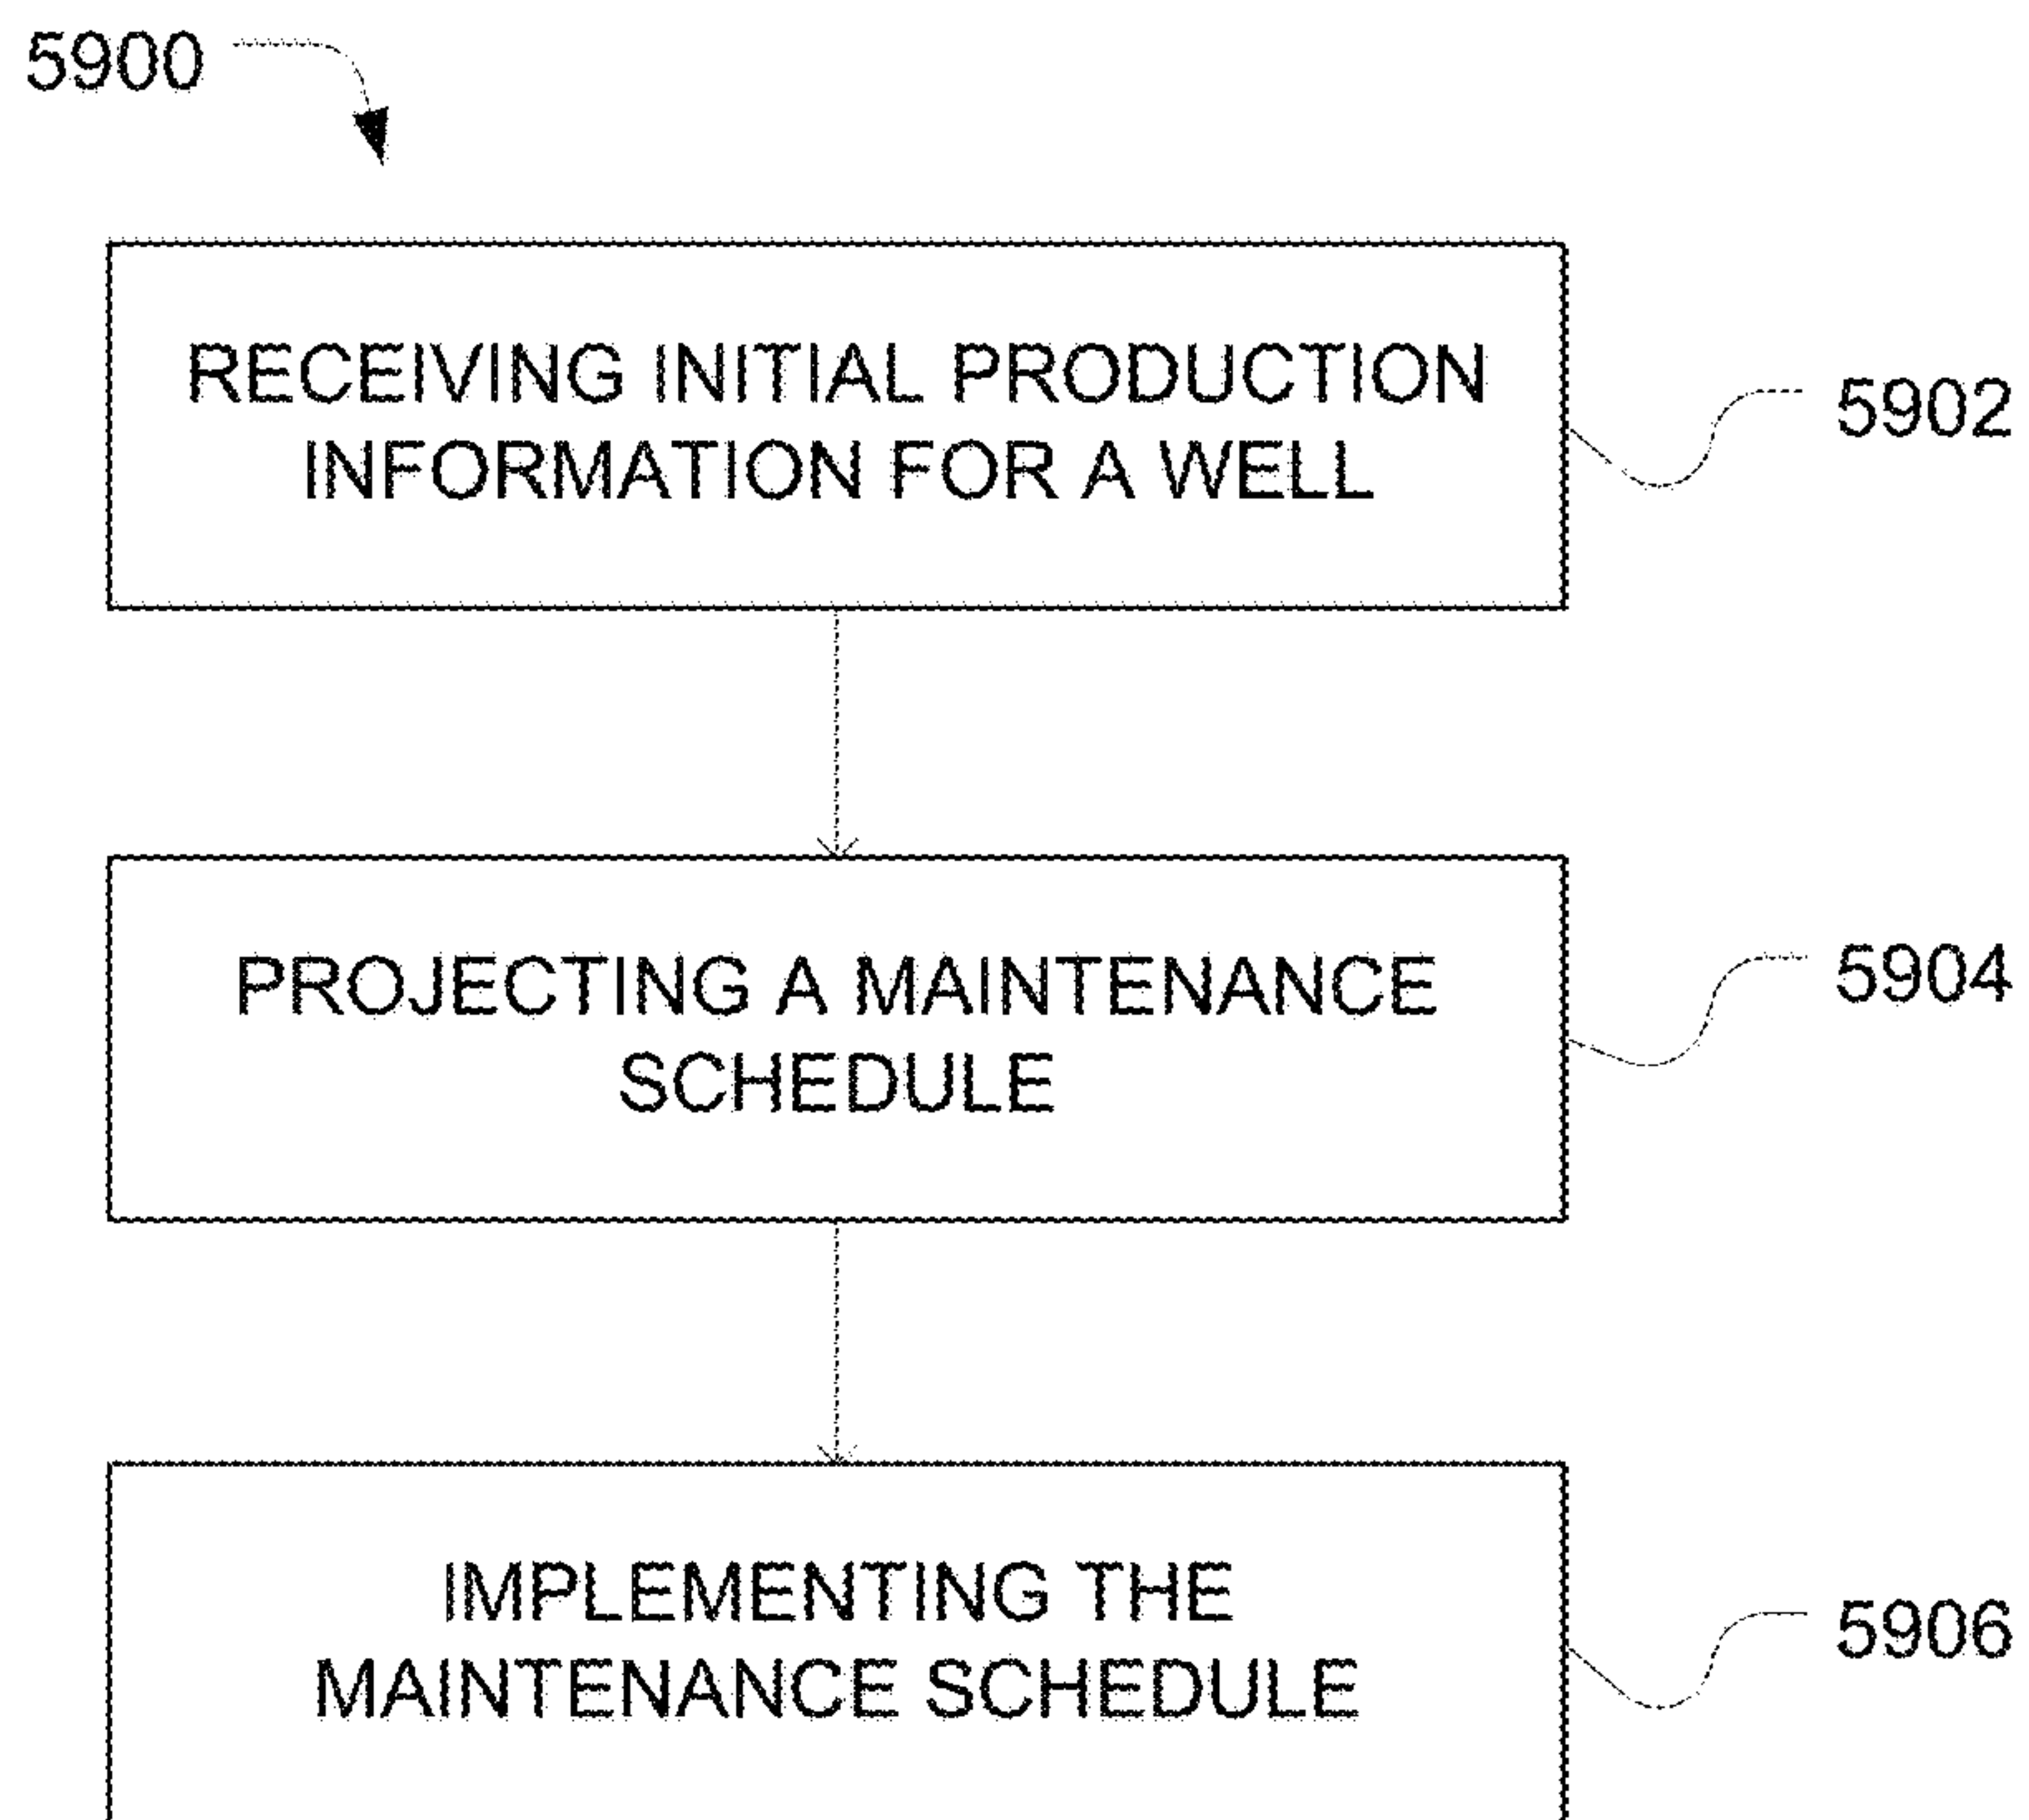 5900
RECEIVING INITIAL PRODUCTION
INFORMATION FOR A WELL
5902
PROJECTING A MAINTENANCE
SCHEDULE
5904
IMPLEMENTING THE
MAINTENANCE SCHEDULE
5906